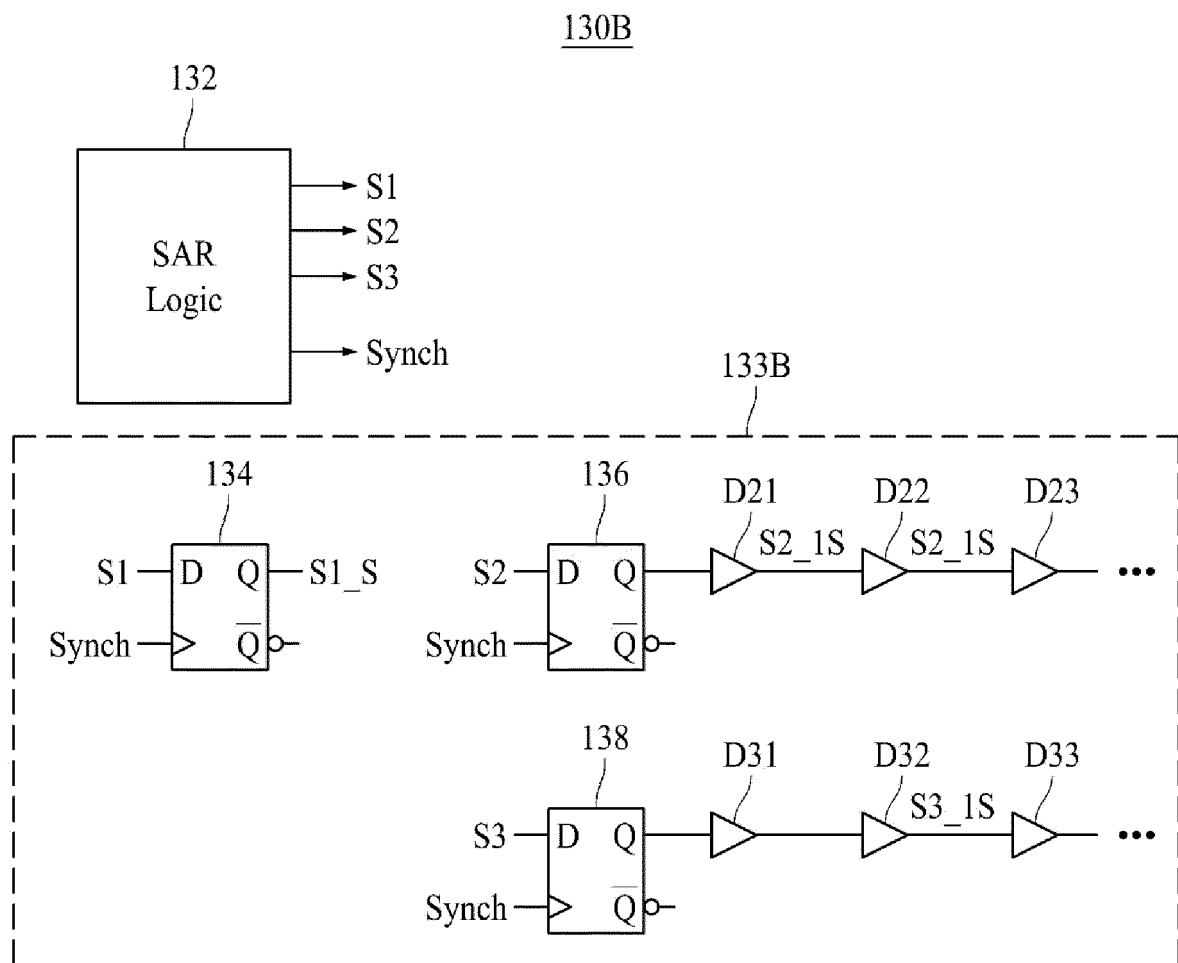 130B
132
SAR
Logic
S1
S2
S3
Synch
133B
134
S1 D Q S1_S
Synch Q
136
D21 D22 D23
S2 D Q S2_1S S2_1S •••
Synch Q
138
D31 D32 D33
S3 D Q S3_1S •••
Synch Q